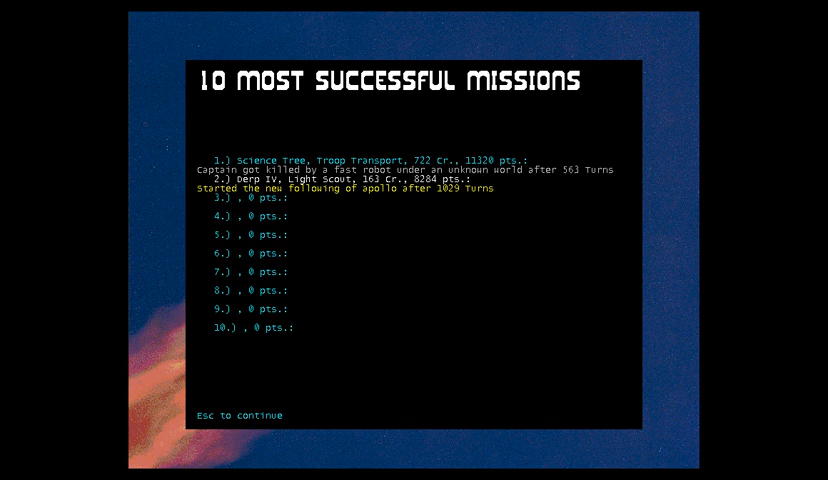 10 MOST SUCCESSFUL MISSIONS
1.) Science Tree, Troop Transport, 722 Cr., 11320 pts.:
Captain got killed by a fast robot under an unknown world after 563 Turns
2.) Derp IV, Light Scout, 163 Cr., 8284 pts.:
Started the new following of apollo after 1029 Turns
3.) , 0 pts.:
4.) , 0 pts.:
5.) , 0 pts.:
6.) , 0 pts.:
7.) , 0 pts.:
8.) , 0 pts.:
9.) , 0 pts.:
10.) , 0 pts.:
Esc to continue